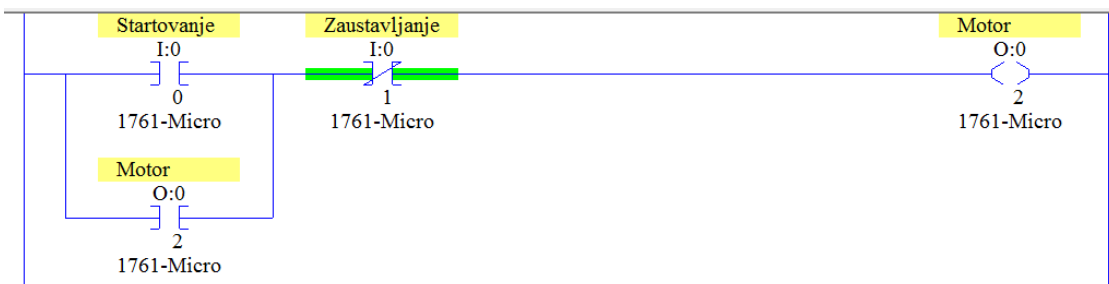 Startovanje
I:0
0
1761-Micro
Zaustavljanje
I:0
1
1761-Micro
Motor
O:0
2
1761-Micro
Motor
O:0
2
1761-Micro